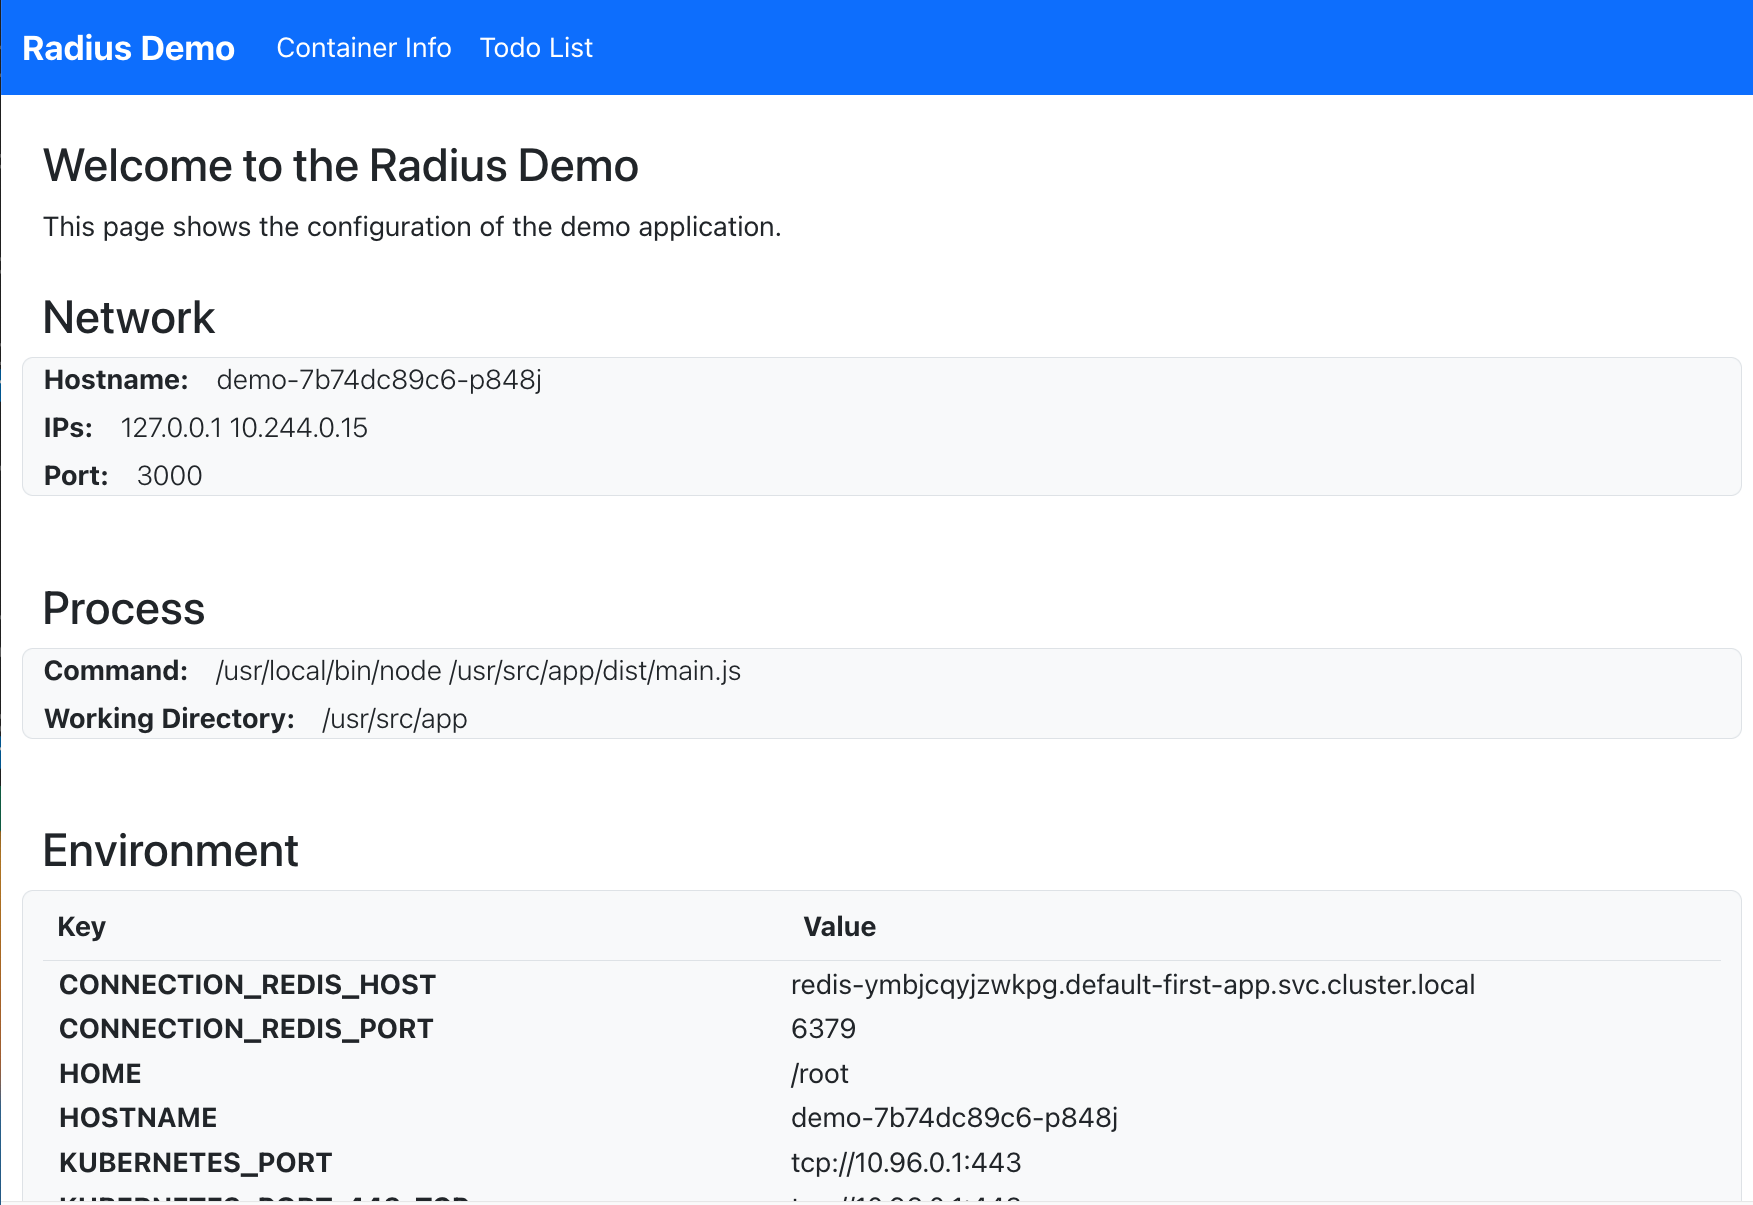 Radius Demo Container Info Todo List
Welcome to the Radius Demo
This page shows the configuration of the demo application.
Network
Hostname: demo-7b74dc89c6-p848j
IPs: 127.0.0.1 10.244.0.15
Port: 3000
Process
Command: /usr/local/bin/node /usr/src/app/dist/main.js
Working Directory: /usr/src/app
Environment
Key Value
CONNECTION_REDIS_HOST redis-ymbjcqyjzwkpg.default-first-app.svc.cluster.local
CONNECTION_REDIS_PORT 6379
HOME /root
HOSTNAME demo-7b74dc89c6-p848j
KUBERNETES_PORT tcp://10.96.0.1:443